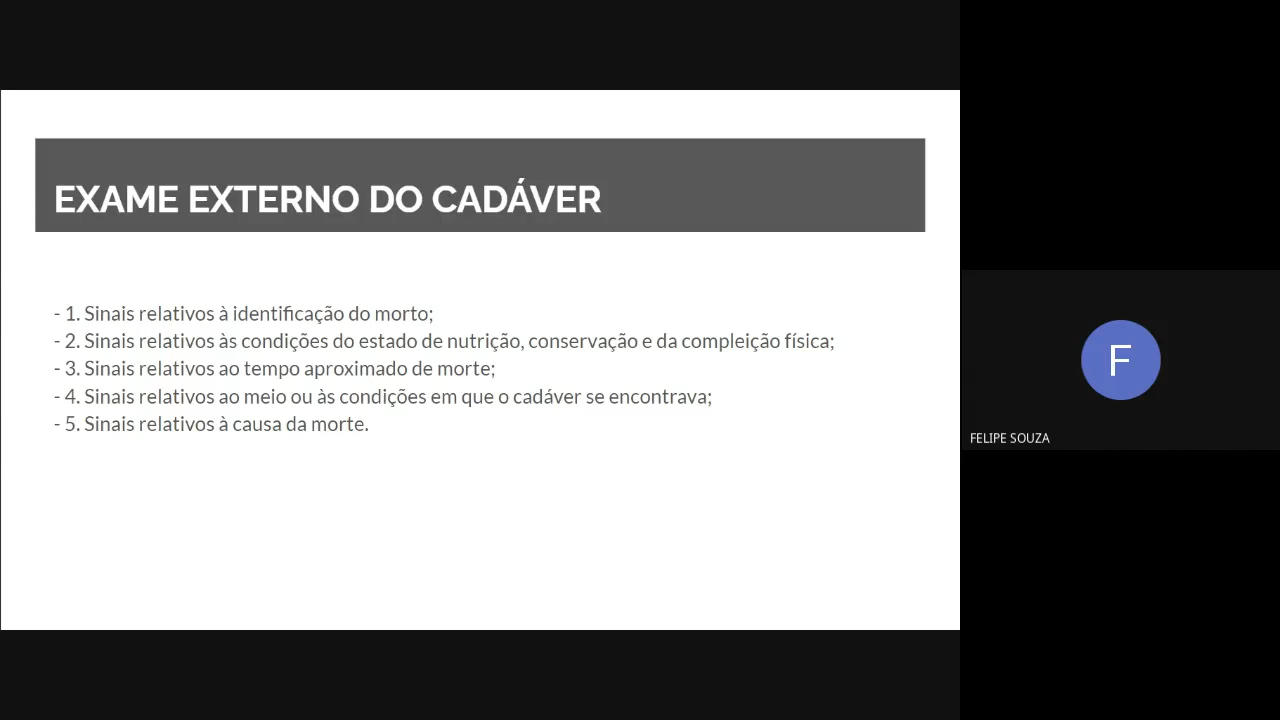 EXAME EXTERNO DO CADÁVER
- 1. Sinais relativos à identificação do morto;
- 2. Sinais relativos às condições do estado de nutrição, conservação e da compleição física;
- 3. Sinais relativos ao tempo aproximado de morte;
- 4. Sinais relativos ao meio ou às condições em que o cadáver se encontrava;
- 5. Sinais relativos à causa da morte.
F
FELIPE SOUZA